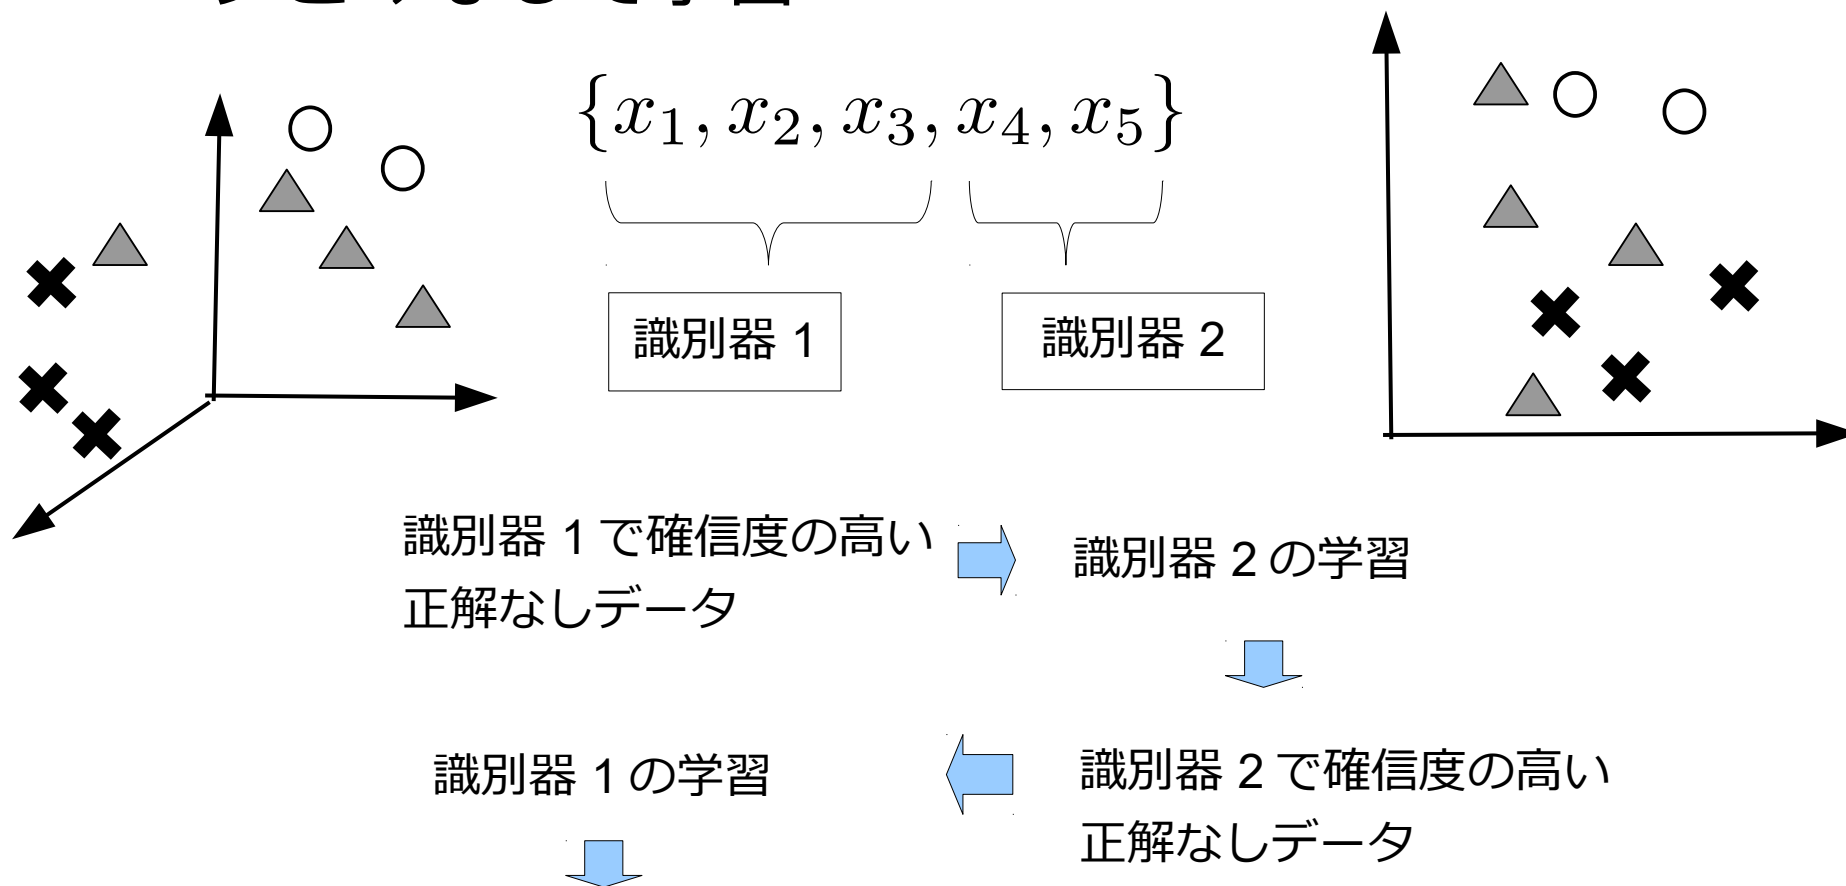 {x₁, x₂, x₃, x₄, x₅}
識別器 1
識別器 2
識別器 1 で確信度の高い
正解なしデータ
識別器 2 の学習
識別器 1 の学習
識別器 2 で確信度の高い
正解なしデータ